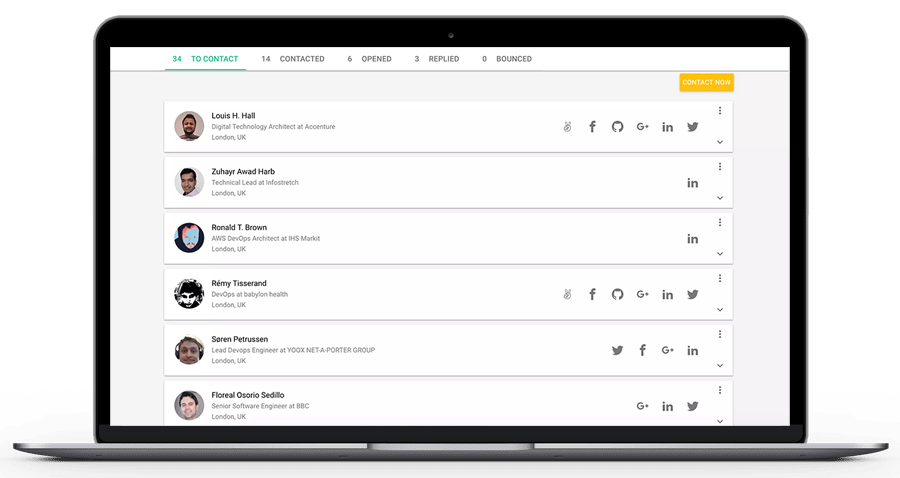 34 TO CONTACT 14 CONTACTED 6 OPENED 3 REPLIED 0 BOUNCED
CONTACT NOW
Louis H. Hall
Digital Technology Architect at Accenture
London, UK
Zuhayr Awad Harb
Technical Lead at Infostretch
London, UK
Ronald T. Brown
AWS DevOps Architect at IHS Markit
London, UK
Rémy Tisserand
DevOps at babylon health
London, UK
Søren Petrussen
Lead Devops Engineer at YOOX NET-A-PORTER GROUP
London, UK
Floreal Osorio Sedillo
Senior Software Engineer at BBC
London, UK